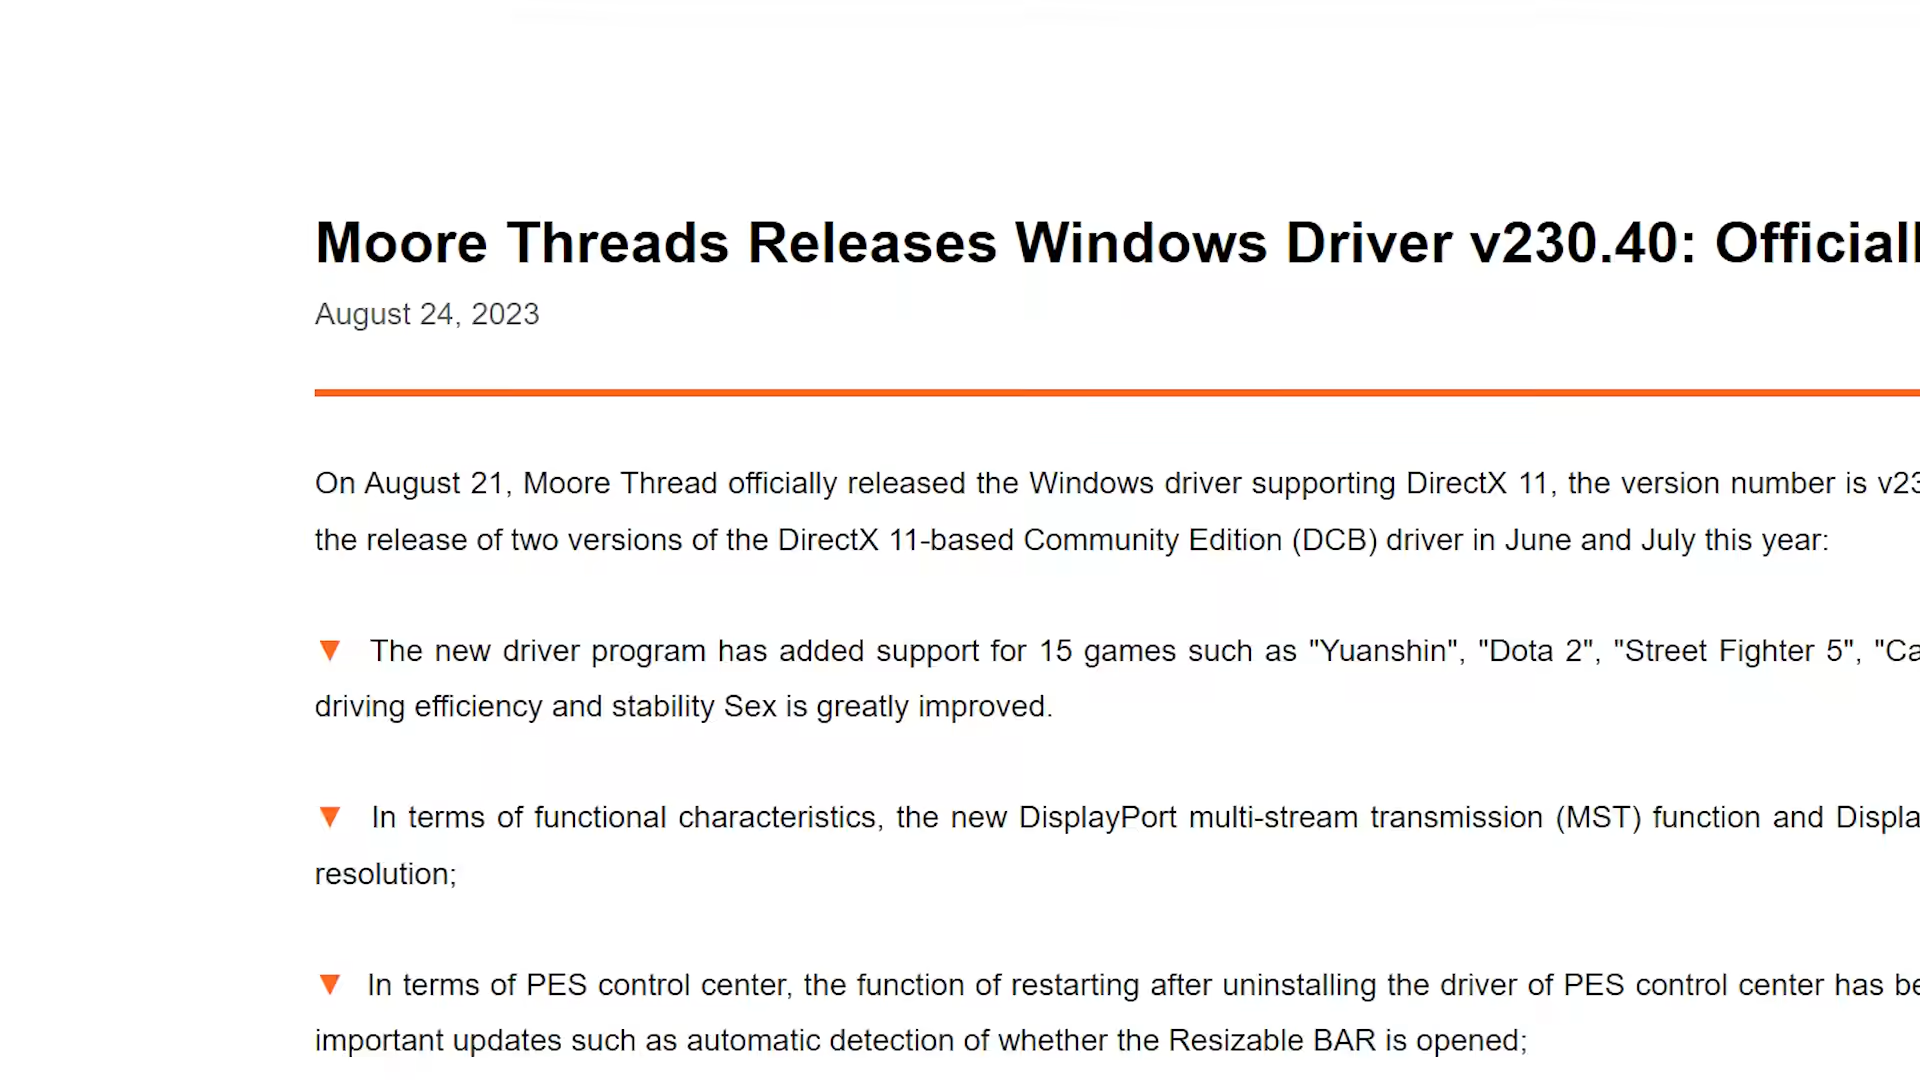 Moore Threads Releases Windows Driver v230.40: Officiall
August 24, 2023
On August 21, Moore Thread officially released the Windows driver supporting DirectX 11, the version number is v23
the release of two versions of the DirectX 11-based Community Edition (DCB) driver in June and July this year:
▼ The new driver program has added support for 15 games such as "Yuanshin", "Dota 2", "Street Fighter 5", "Ca
driving efficiency and stability Sex is greatly improved.
▼ In terms of functional characteristics, the new DisplayPort multi-stream transmission (MST) function and Displa
resolution;
▼ In terms of PES control center, the function of restarting after uninstalling the driver of PES control center has be
important updates such as automatic detection of whether the Resizable BAR is opened;